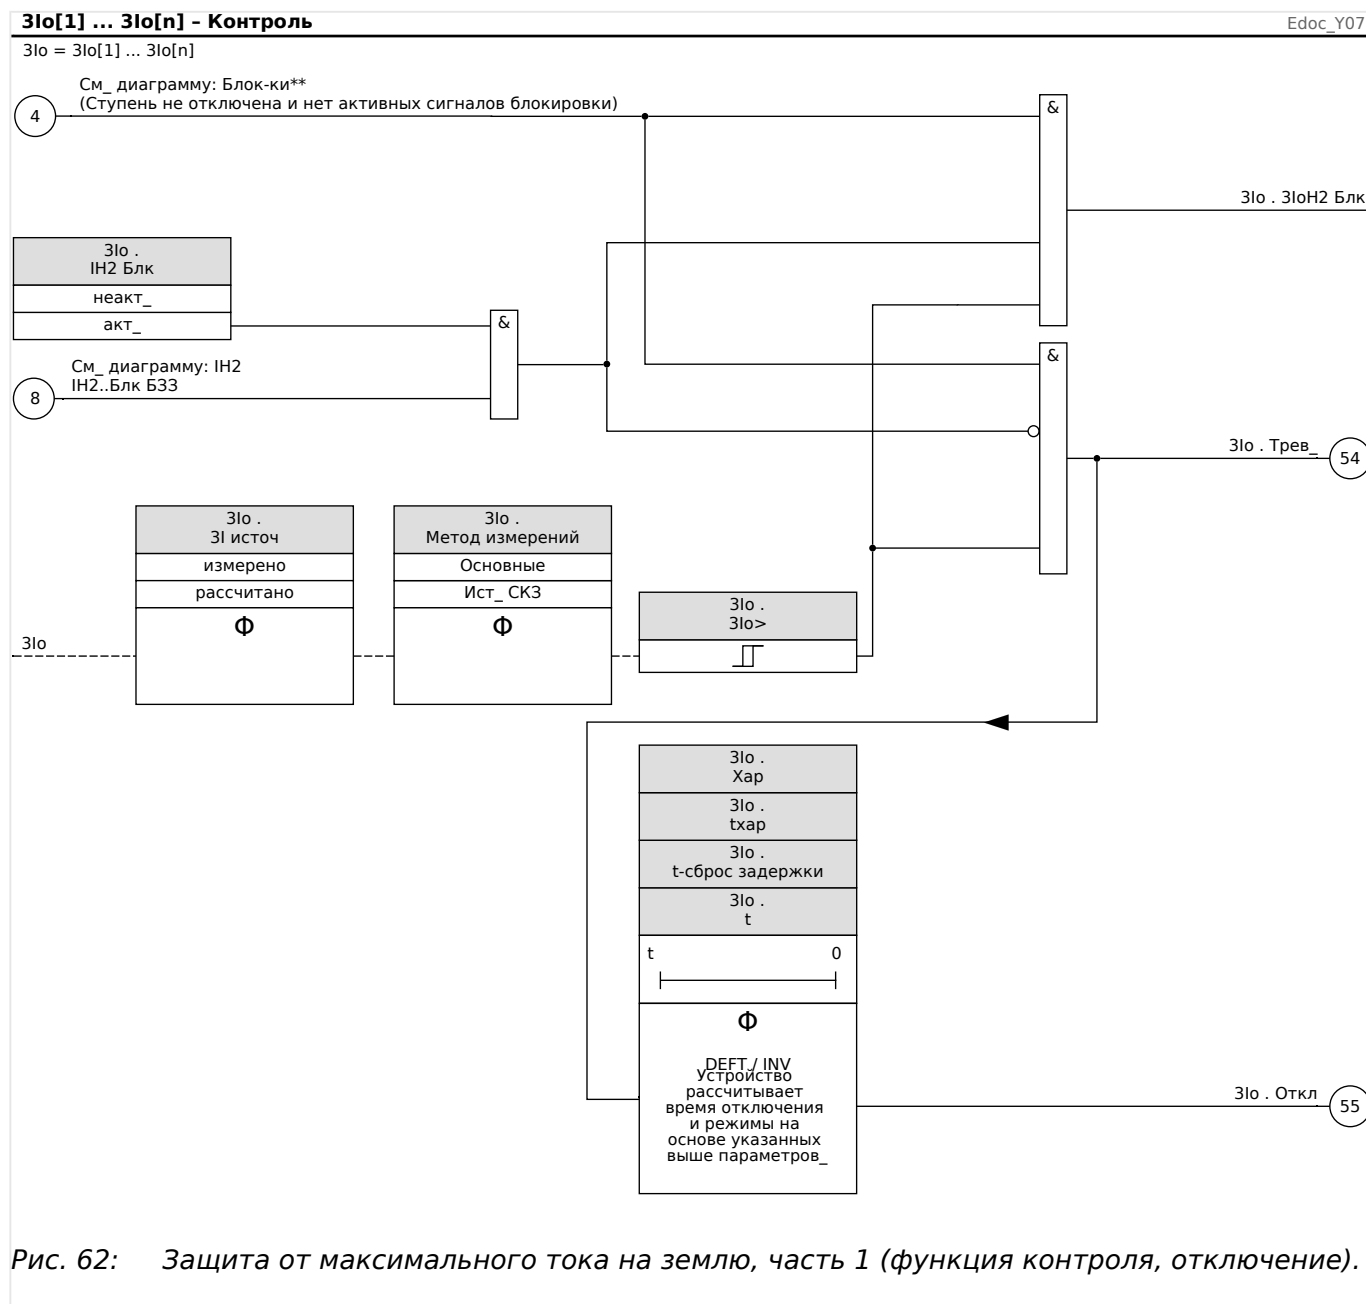 3Io[1] ... 3Io[n] – Контроль
Edoc_Y07
3Io = 3Io[1] ... 3Io[n]
См_ диаграмму: Блок-ки**
(Ступень не отключена и нет активных сигналов блокировки)
4
&
3Io . 3IoH2 Блк
3Io .
IH2 Блк
неакт_
акт_
&
См_ диаграмму: IH2
IH2..Блк БЗЗ
8
&
3Io . Трев_
54
3Io .
3I источ
измерено
рассчитано
Ф
3Io .
Метод измерений
Основные
Ист_ СКЗ
Ф
3Io .
3Io>
3Io
3Io .
Хар
3Io .
tхар
3Io .
t-сброс задержки
3Io .
t
t 0
Ф
DEFT / INV
Устройство
рассчитывает
время отключения
и режимы на
основе указанных
выше параметров_
3Io . Откл
55
Рис. 62: Защита от максимального тока на землю, часть 1 (функция контроля, отключение).